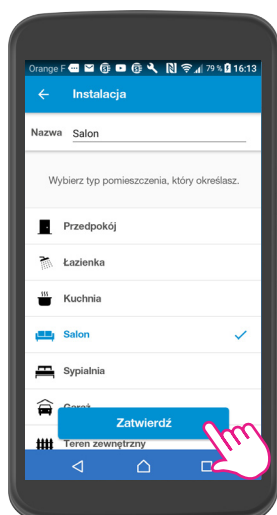 Orange F 79 % 16:13
Instalacja
Nazwa Salon
Wybierz typ pomieszczenia, który określasz.
Przedpokój
Łazienka
Kuchnia
Salon
Sypialnia
Garaż
Zatwierdź
Teren zewnętrzny